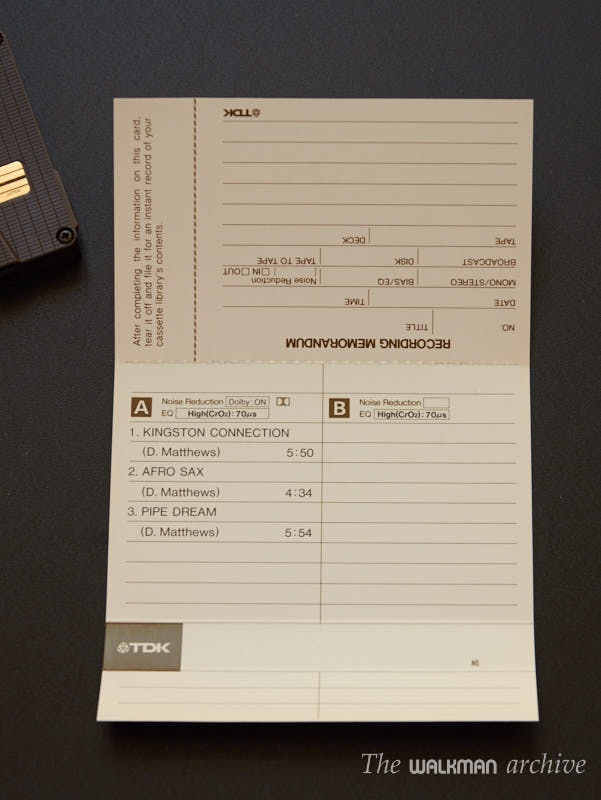 After completing the information on this card,
tear it off and file it for an instant record of your
cassette library's contents.
RECORDING MEMORANDUM
NO. TITLE
DATE TIME
MONO/STEREO BIAS/EQ Noise Reduction
IN OUT
BROADCAST DISK TAPE TO TAPE
TAPE DECK
TDK
A Noise Reduction Dolby: ON
EQ High(CrO₂): 70μs
1. KINGSTON CONNECTION
(D. Matthews) 5:50
2. AFRO SAX
(D. Matthews) 4:34
3. PIPE DREAM
(D. Matthews) 5:54
B Noise Reduction
EQ High(CrO₂): 70μs
TDK
The WALKMAN archive